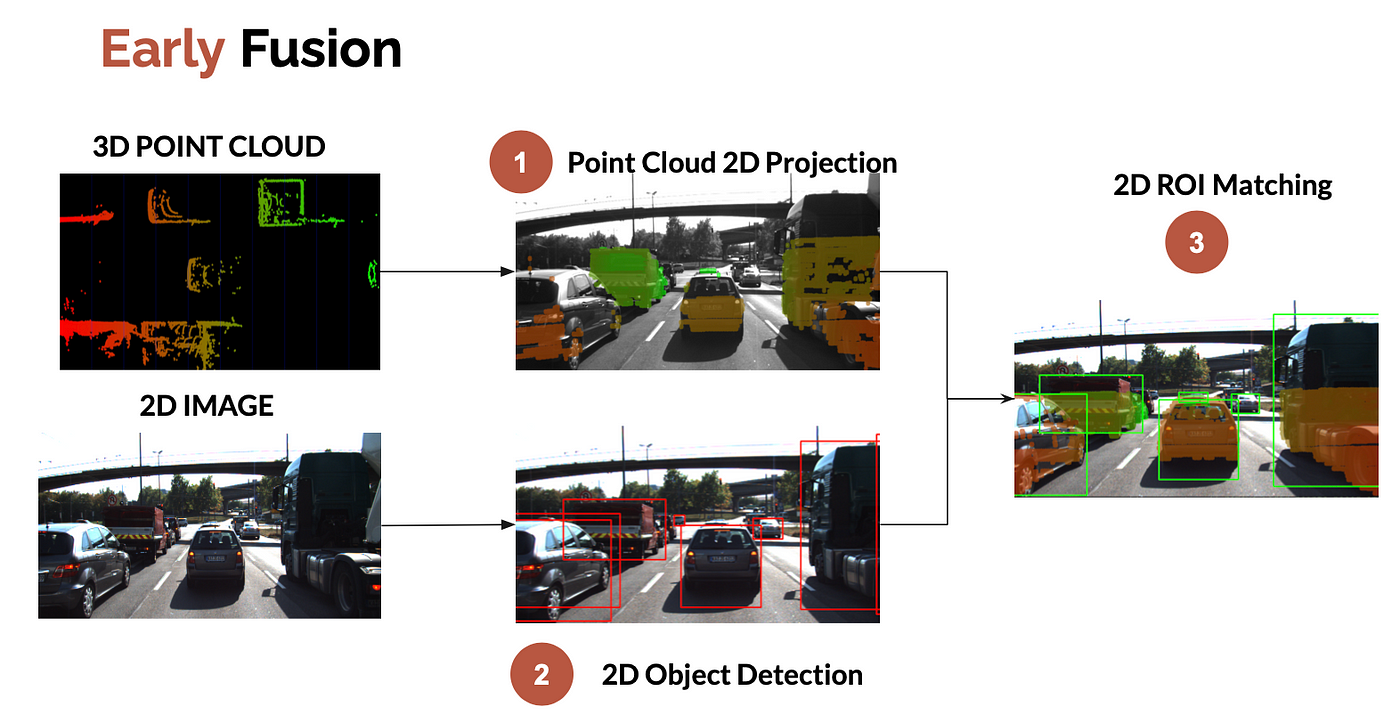 Early Fusion
3D POINT CLOUD
1
Point Cloud 2D Projection
2D ROI Matching
3
2D IMAGE
2
2D Object Detection